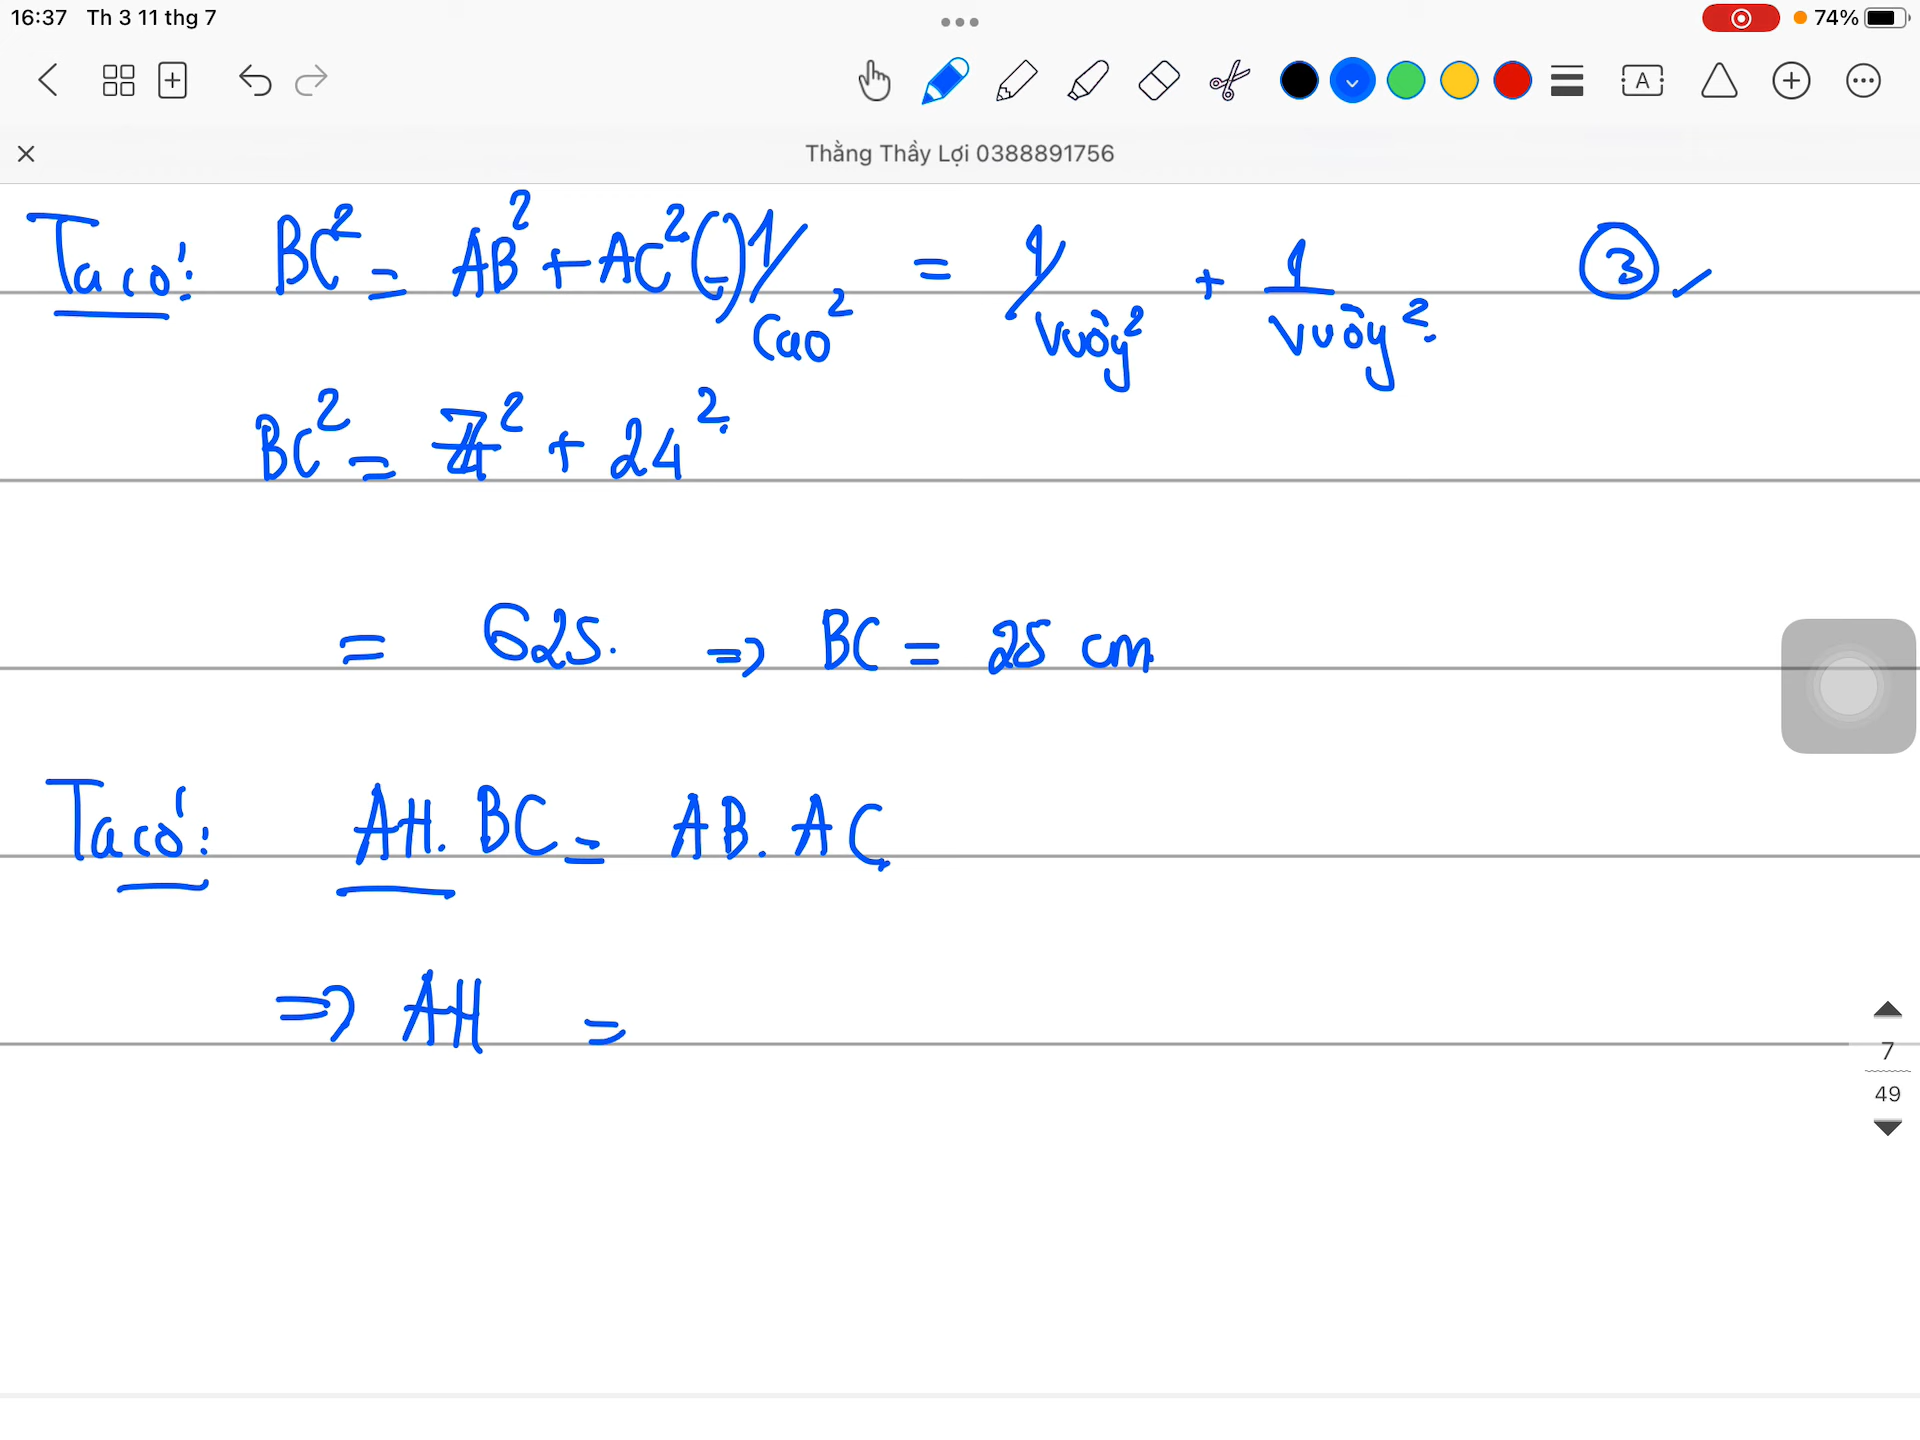 16:37 Th 3 11 thg 7
74%
A
Thằng Thầy Lợi 0388891756
Ta có: BC² = AB² + AC² (-) 1/cao² = 1/vuôy² + 1/vuôy² ③
BC² = 7² + 24²
= 625. => BC = 25 cm
Ta có: AH. BC = AB. AC
=> AH =
7
49